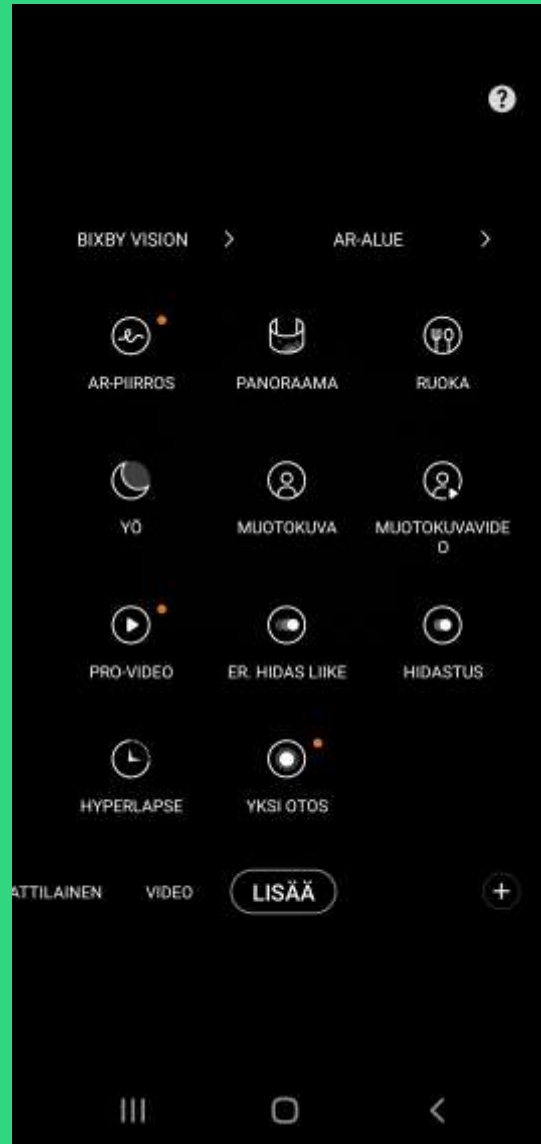 ?
BIXBY VISION > AR-ALUE >
AR-PIIRROS PANORAAMA RUOKA
YÖ MUOTOKUVA MUOTOKUVAVIDE
O
PRO-VIDEO ER. HIDAS LIIKE HIDASTUS
HYPERLAPSE YKSI OTOS
ATTILAINEN VIDEO LISÄÄ +